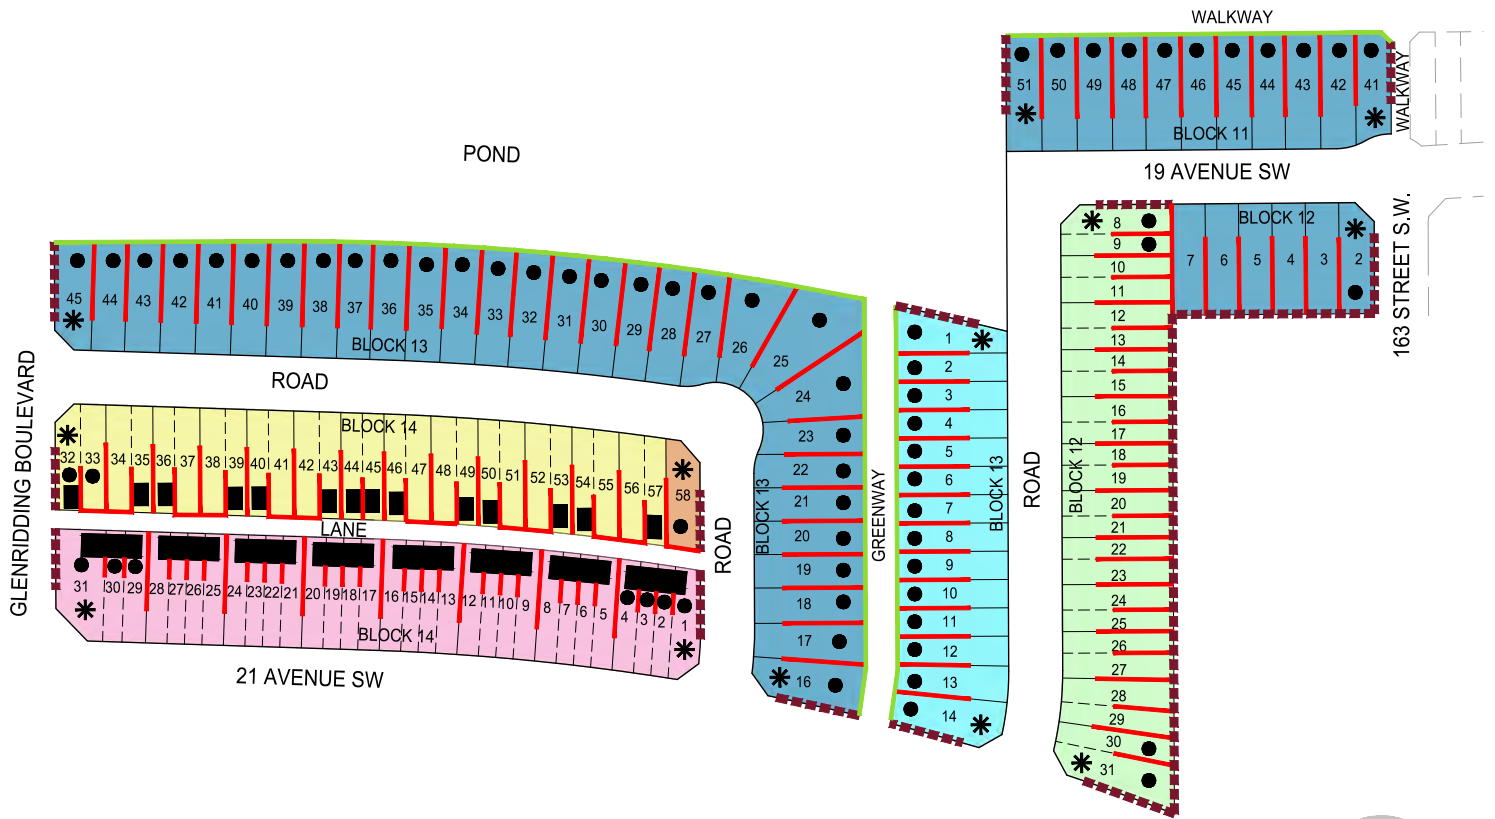 WALKWAY
51 50 49 48 47 46 45 44 43 42 41
WALKWAY
BLOCK 11
POND
19 AVENUE SW
163 STREET S.W.
BLOCK 12
7 6 5 4 3 2
8
9
10
11
12
13
14
15
16
17
18
19
20
21
22
23
24
25
26
27
28
29
30
31
BLOCK 12
45 44 43 42 41 40 39 38 37 36 35 34 33 32 31 30 29 28 27 26 25
24
23
22
21
20
19
18
17
16
BLOCK 13
BLOCK 13
ROAD
GREENWAY
1
2
3
4
5
6
7
8
9
10
11
12
13
14
BLOCK 13
ROAD
GLENRIDDING BOULEVARD
BLOCK 14
32 33 34 35 36 37 38 39 40 41 42 43 44 45 46 47 48 49 50 51 52 53 54 55 56 57 58
LANE
ROAD
31 30 29 28 27 26 25 24 23 22 21 20 19 18 17 16 15 14 13 12 11 10 9 8 7 6 5 4 3 2 1
BLOCK 14
21 AVENUE SW